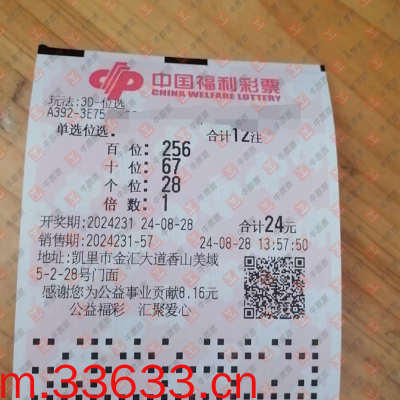 中国福利彩票
CHINA WELFARE LOTTERY
玩法:3D-位选
A392-3E75
单选位选.
合计12注
百 位: 256
十 位: 67
个 位: 28
倍 数: 1
开奖期:2024231 24-08-28 合计24元
销售期:2024231-57 24-08-28 13:57:50
地址:凯里市金汇大道香山美域
5-2-28号门面
感谢您为公益事业贡献8.16元
公益福彩 汇聚爱心
m.33633.cn